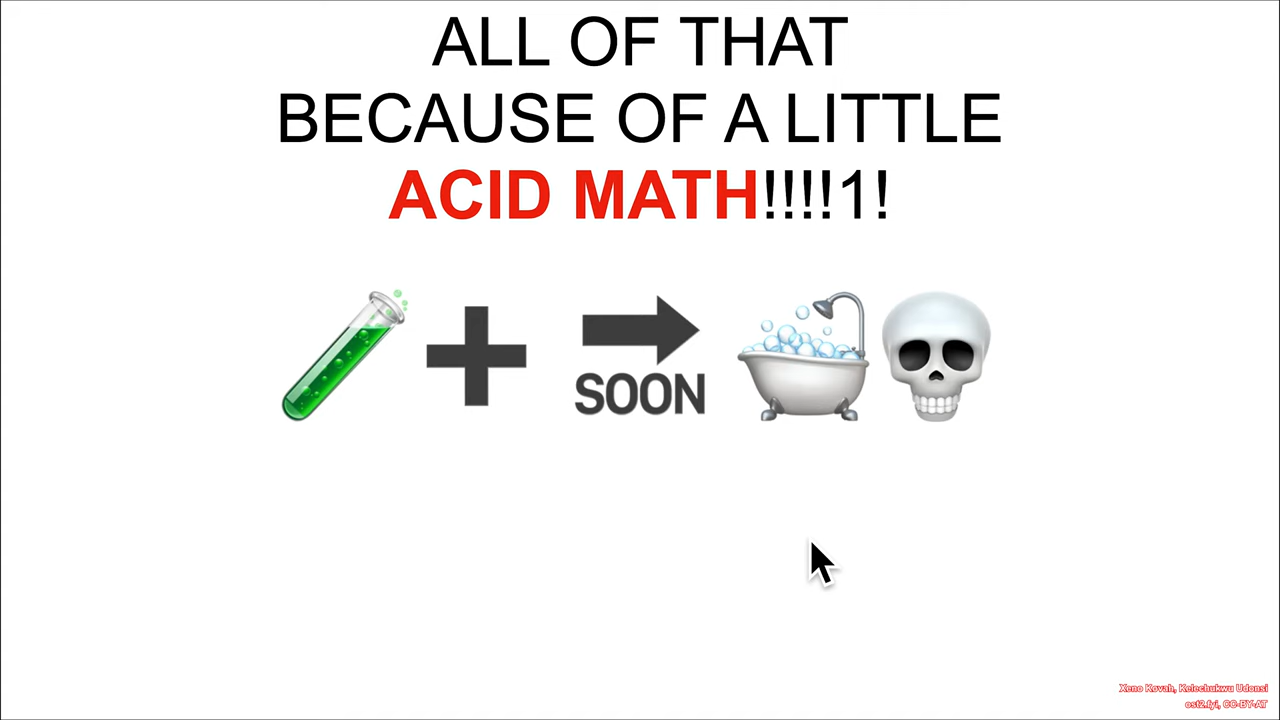 ALL OF THAT
BECAUSE OF A LITTLE
ACID MATH!!!!1!
SOON
Xeno Kovah, Kelechukwu Udonsi
ost2.fyi, CC-BY-AT